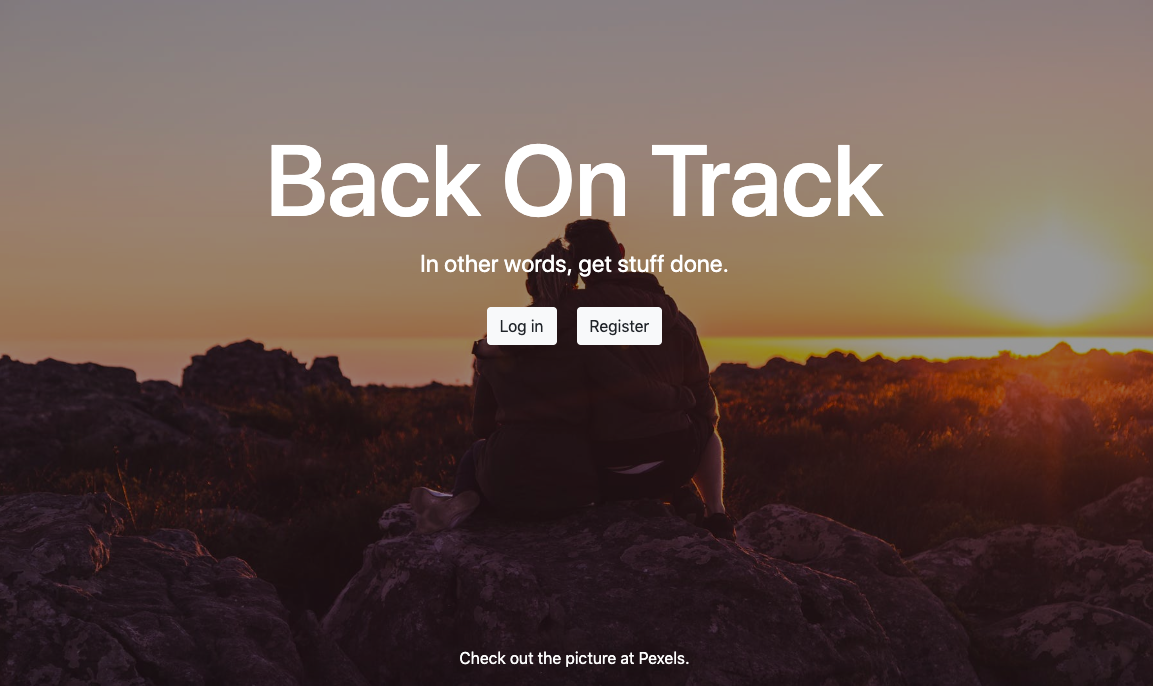 Back On Track
In other words, get stuff done.
Log in
Register
Check out the picture at Pexels.